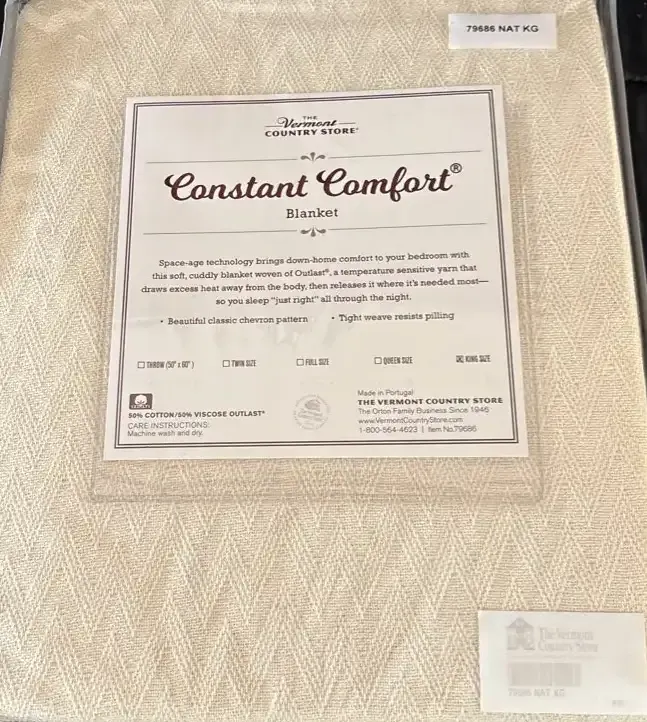 79686 NAT KG
THE
Vermont
COUNTRY STORE®
Constant Comfort®
Blanket
Space-age technology brings down-home comfort to your bedroom with
this soft, cuddly blanket woven of Outlast®, a temperature sensitive yarn that
draws excess heat away from the body, then releases it where it's needed most—
so you sleep "just right" all through the night.
• Beautiful classic chevron pattern • Tight weave resists pilling
☐ THROW (50" x 60") ☐ TWIN SIZE ☐ FULL SIZE ☐ QUEEN SIZE ☒ KING SIZE
50% COTTON/50% VISCOSE OUTLAST®
CARE INSTRUCTIONS:
Machine wash and dry.
Made in Portugal
THE VERMONT COUNTRY STORE
The Orton Family Business Since 1946
www.VermontCountryStore.com
1-800-564-4623 | Item No.79686
The Vermont
Country Store
79686 NAT KG